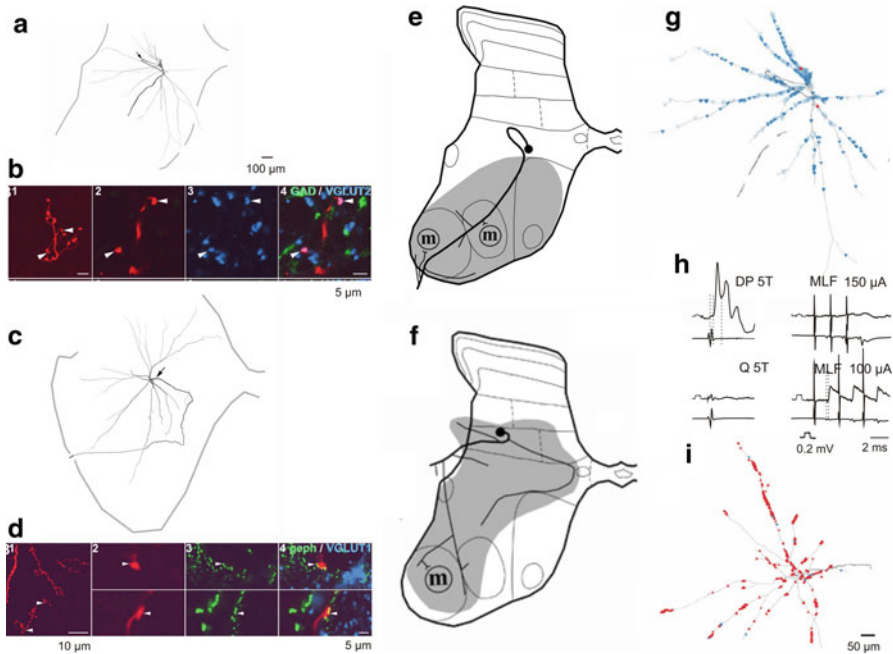 a
100 µm
b
1
2
3
4 GAD / VGLUT2
5 µm
c
d
1
2
3
4 geph / VGLUT1
10 µm
5 µm
e
m
m
f
m
g
h
DP 5T
MLF 150 µA
Q 5T
MLF 100 µA
0.2 mV
2 ms
i
50 µm